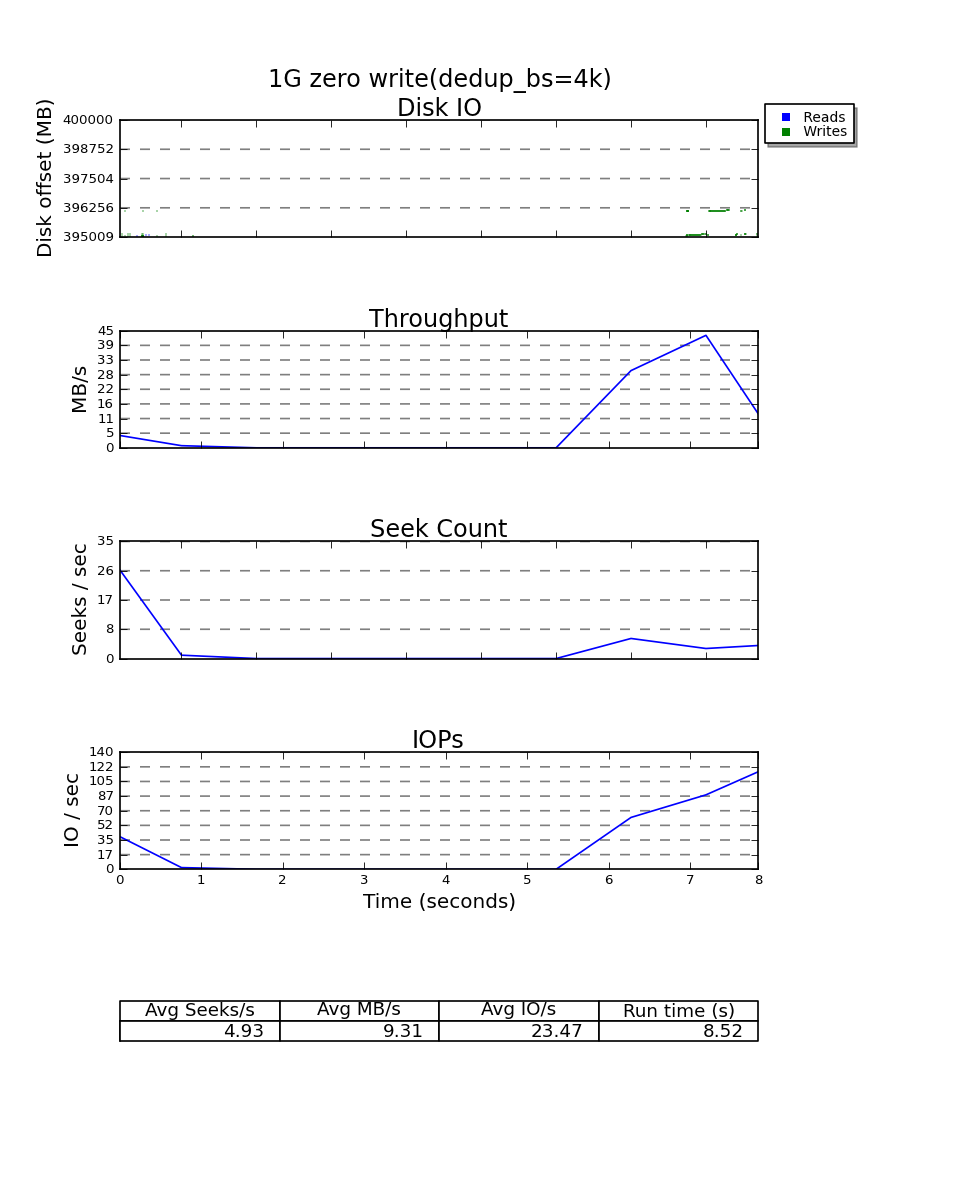 1G zero write(dedup_bs=4k)
Disk IO
Disk offset (MB)
400000
398752
397504
396256
395009
Reads
Writes
Throughput
MB/s
45
39
33
28
22
16
11
5
0
Seek Count
Seeks / sec
35
26
17
8
0
IOPs
IO / sec
140
122
105
87
70
52
35
17
0
0 1 2 3 4 5 6 7 8
Time (seconds)
Avg Seeks/s Avg MB/s Avg IO/s Run time (s)
4.93 9.31 23.47 8.52